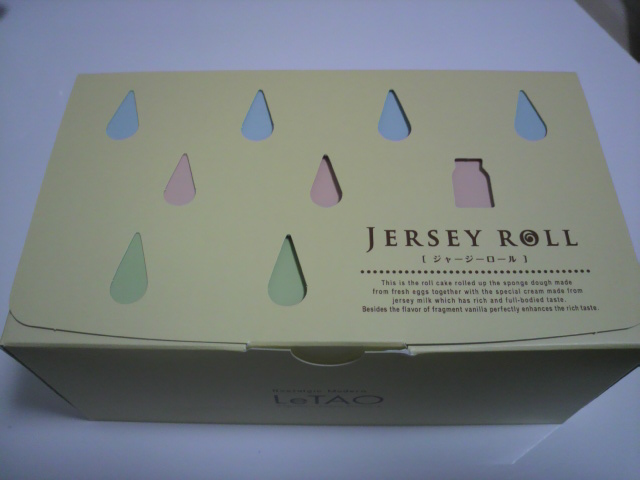 JERSEY ROLL
[ジャージーロール]
This is the roll cake rolled up the sponge dough made
from fresh eggs together with the special cream made from
jersey milk which has rich and full-bodied taste.
Besides the flavor of fragment vanilla perfectly enhances the rich taste.
Nostalgic Modern
LeTAO